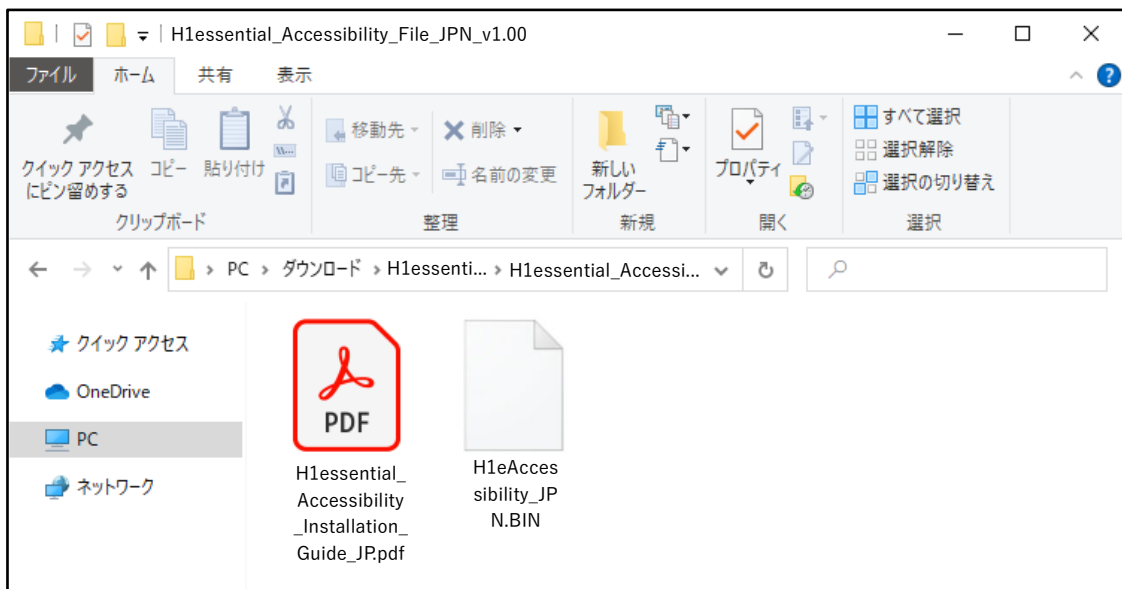 H1essential_Accessibility_File_JPN_v1.00
ファイル ホーム 共有 表示
クイック アクセス
にピン留めする
コピー
貼り付け
移動先
コピー先
削除
名前の変更
新しい
フォルダー
プロパティ
すべて選択
選択解除
選択の切り替え
クリップボード 整理 新規 開く 選択
PC ダウンロード H1essenti... H1essential_Accessi...
クイック アクセス
OneDrive
PC
ネットワーク
PDF
H1essential_
Accessibility
_Installation_
Guide_JP.pdf
H1eAcces
sibility_JP
N.BIN